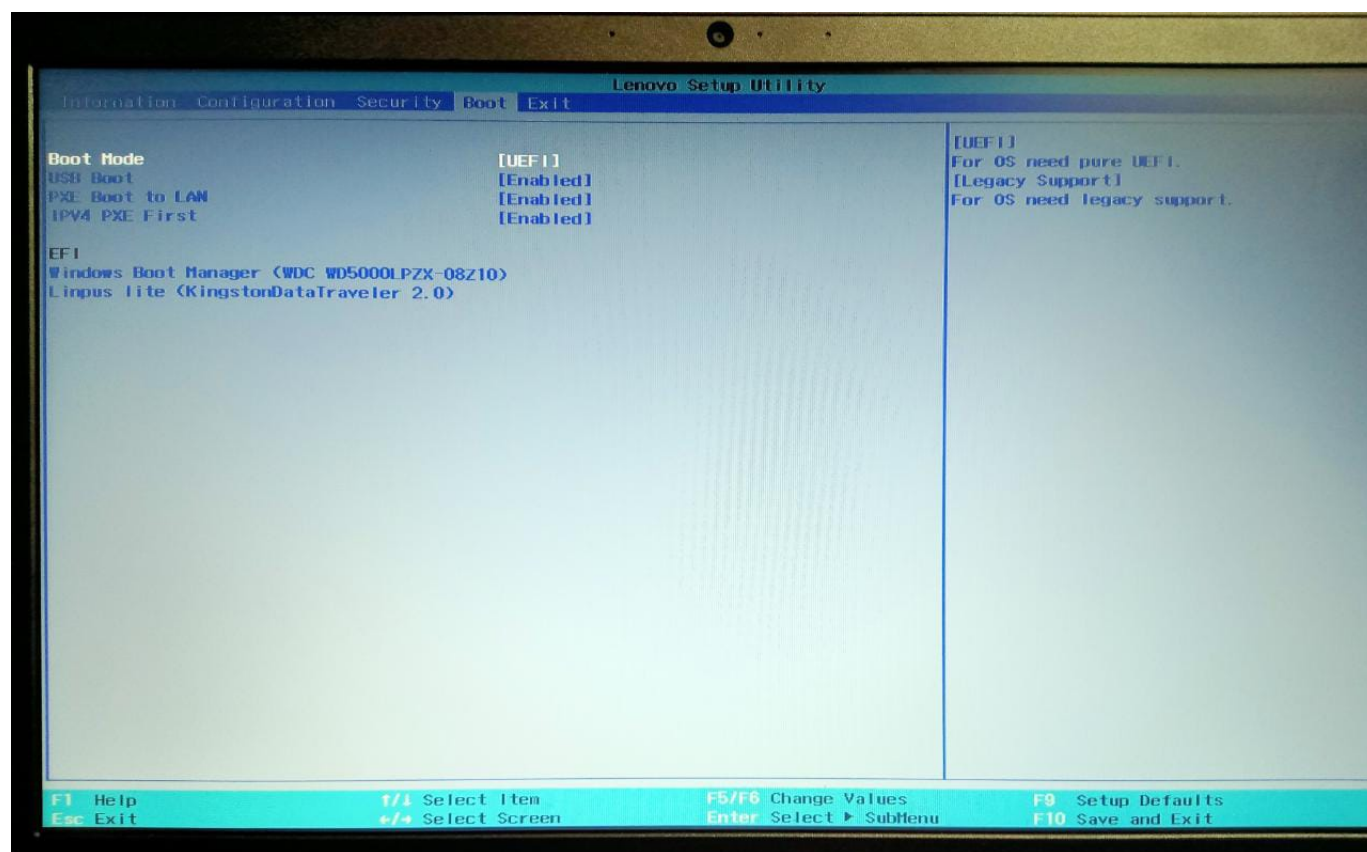 Lenovo Setup Utility
Information Configuration Security Boot Exit
Boot Mode [UEFI]
USB Boot [Enabled]
PXE Boot to LAN [Enabled]
IPV4 PXE First [Enabled]
EFI
Windows Boot Manager (WDC WD5000LPZX-08Z10)
Linpus lite (KingstonDataTraveler 2.0)
[UEFI]
For OS need pure UEFI.
[Legacy Support]
For OS need legacy support.
F1 Help ↑/↓ Select Item F5/F6 Change Values F9 Setup Defaults
Esc Exit ←/→ Select Screen Enter Select ▶ SubMenu F10 Save and Exit